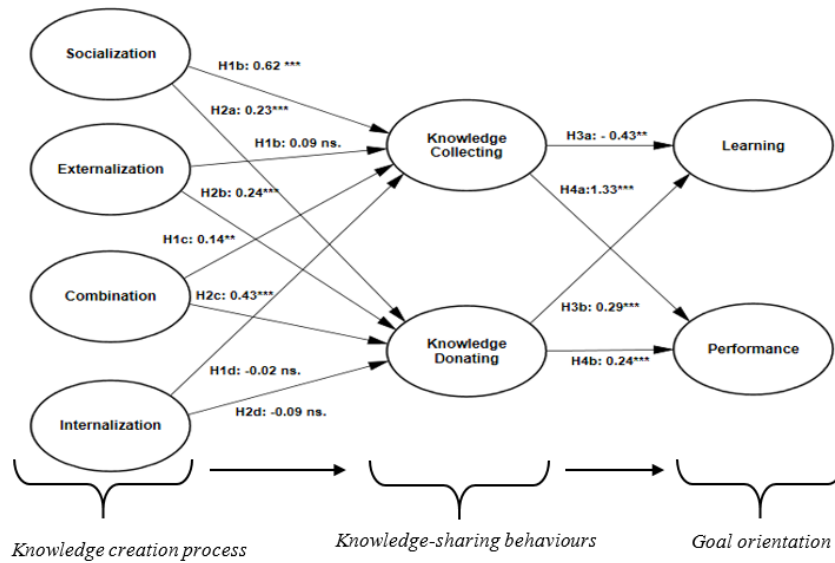 Socialization
H1b: 0.62 ***
H2a: 0.23***
Externalization
H1b: 0.09 ns.
H2b: 0.24***
Knowledge
Collecting
H3a: - 0.43**
Learning
H4a:1.33***
H1c: 0.14**
Combination
H2c: 0.43***
H3b: 0.29***
Knowledge
Donating
H4b: 0.24***
Performance
H1d: -0.02 ns.
H2d: -0.09 ns.
Internalization
Knowledge creation process
Knowledge-sharing behaviours
Goal orientation